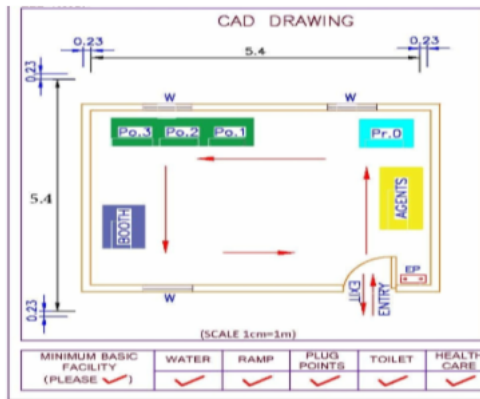 CAD DRAWING
0.23
5.4
0.23
0.23
W
W
Po.3 Po.2 Po.1
Pr.O
5.4
BOOTH
AGENTS
EP
W
EXIT
ENTRY
0.23
(SCALE 1cm=1m)
MINIMUM BASIC FACILITY (PLEASE ✓) WATER RAMP PLUG POINTS TOILET HEALTH CARE
✓ ✓ ✓ ✓ ✓